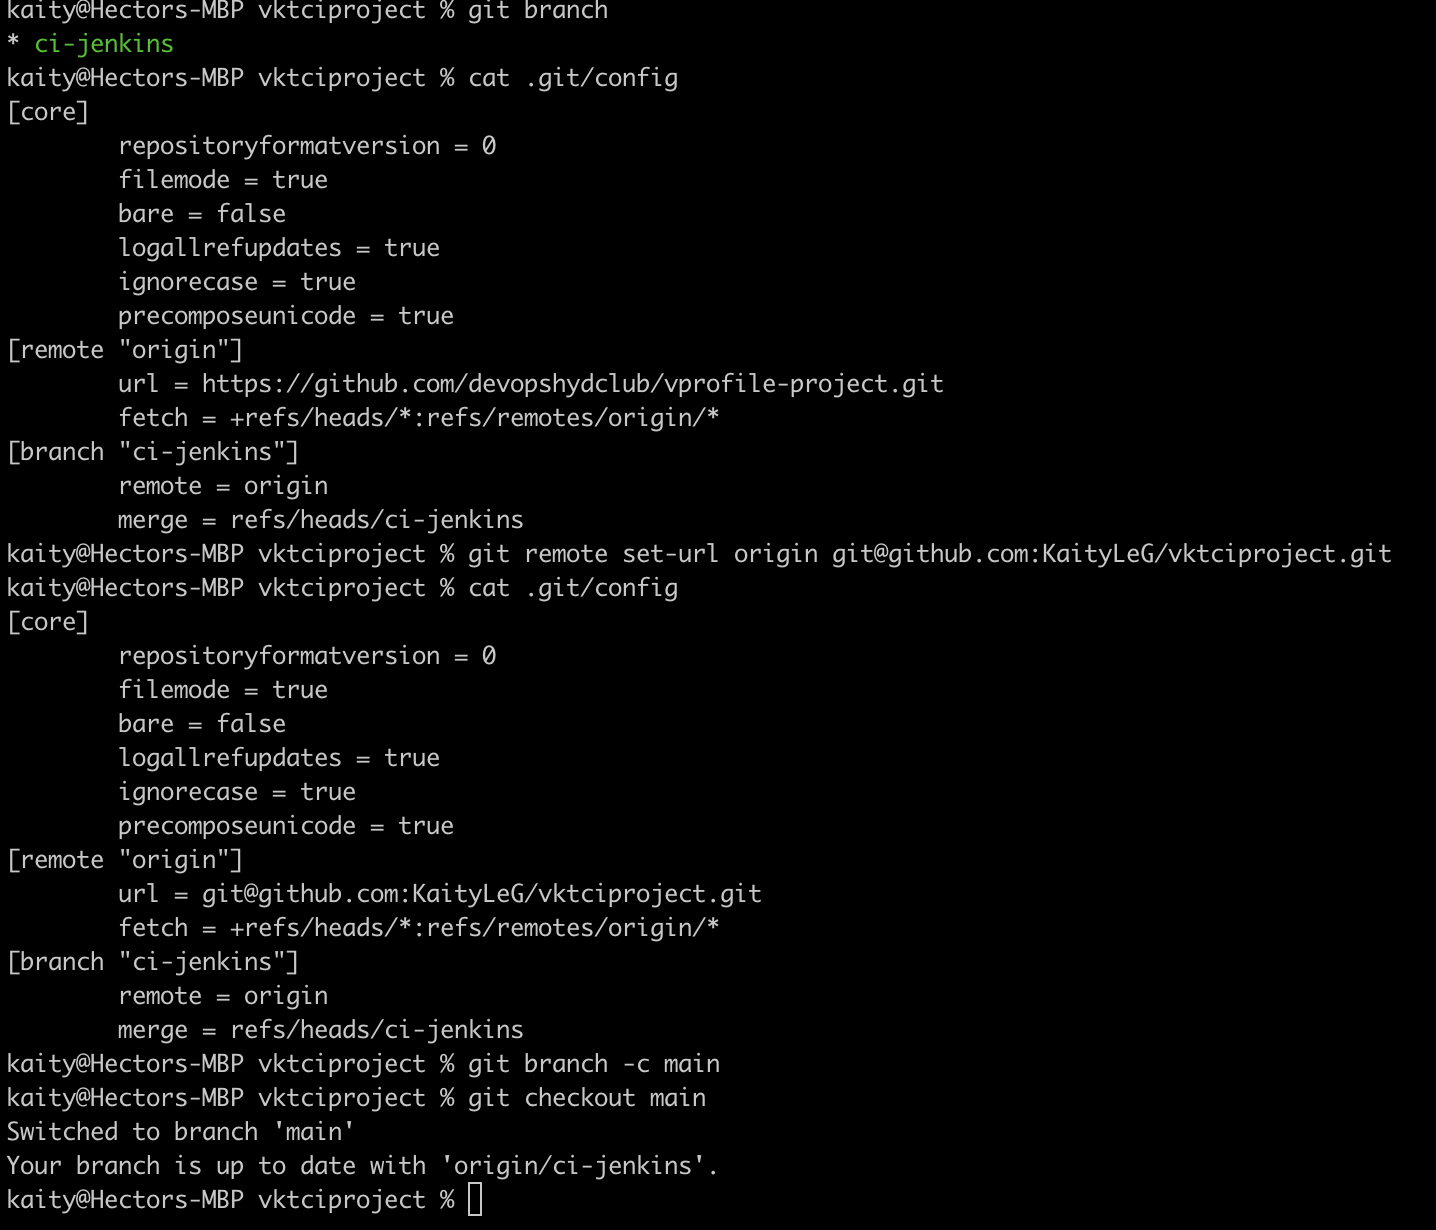 kaity@Hectors-MBP vktciproject % git branch
* ci-jenkins
kaity@Hectors-MBP vktciproject % cat .git/config
[core]
        repositoryformatversion = 0
        filemode = true
        bare = false
        logallrefupdates = true
        ignorecase = true
        precomposeunicode = true
[remote "origin"]
        url = https://github.com/devopshydclub/vprofile-project.git
        fetch = +refs/heads/*:refs/remotes/origin/*
[branch "ci-jenkins"]
        remote = origin
        merge = refs/heads/ci-jenkins
kaity@Hectors-MBP vktciproject % git remote set-url origin git@github.com:KaityLeG/vktciproject.git
kaity@Hectors-MBP vktciproject % cat .git/config
[core]
        repositoryformatversion = 0
        filemode = true
        bare = false
        logallrefupdates = true
        ignorecase = true
        precomposeunicode = true
[remote "origin"]
        url = git@github.com:KaityLeG/vktciproject.git
        fetch = +refs/heads/*:refs/remotes/origin/*
[branch "ci-jenkins"]
        remote = origin
        merge = refs/heads/ci-jenkins
kaity@Hectors-MBP vktciproject % git branch -c main
kaity@Hectors-MBP vktciproject % git checkout main
Switched to branch 'main'
Your branch is up to date with 'origin/ci-jenkins'.
kaity@Hectors-MBP vktciproject %